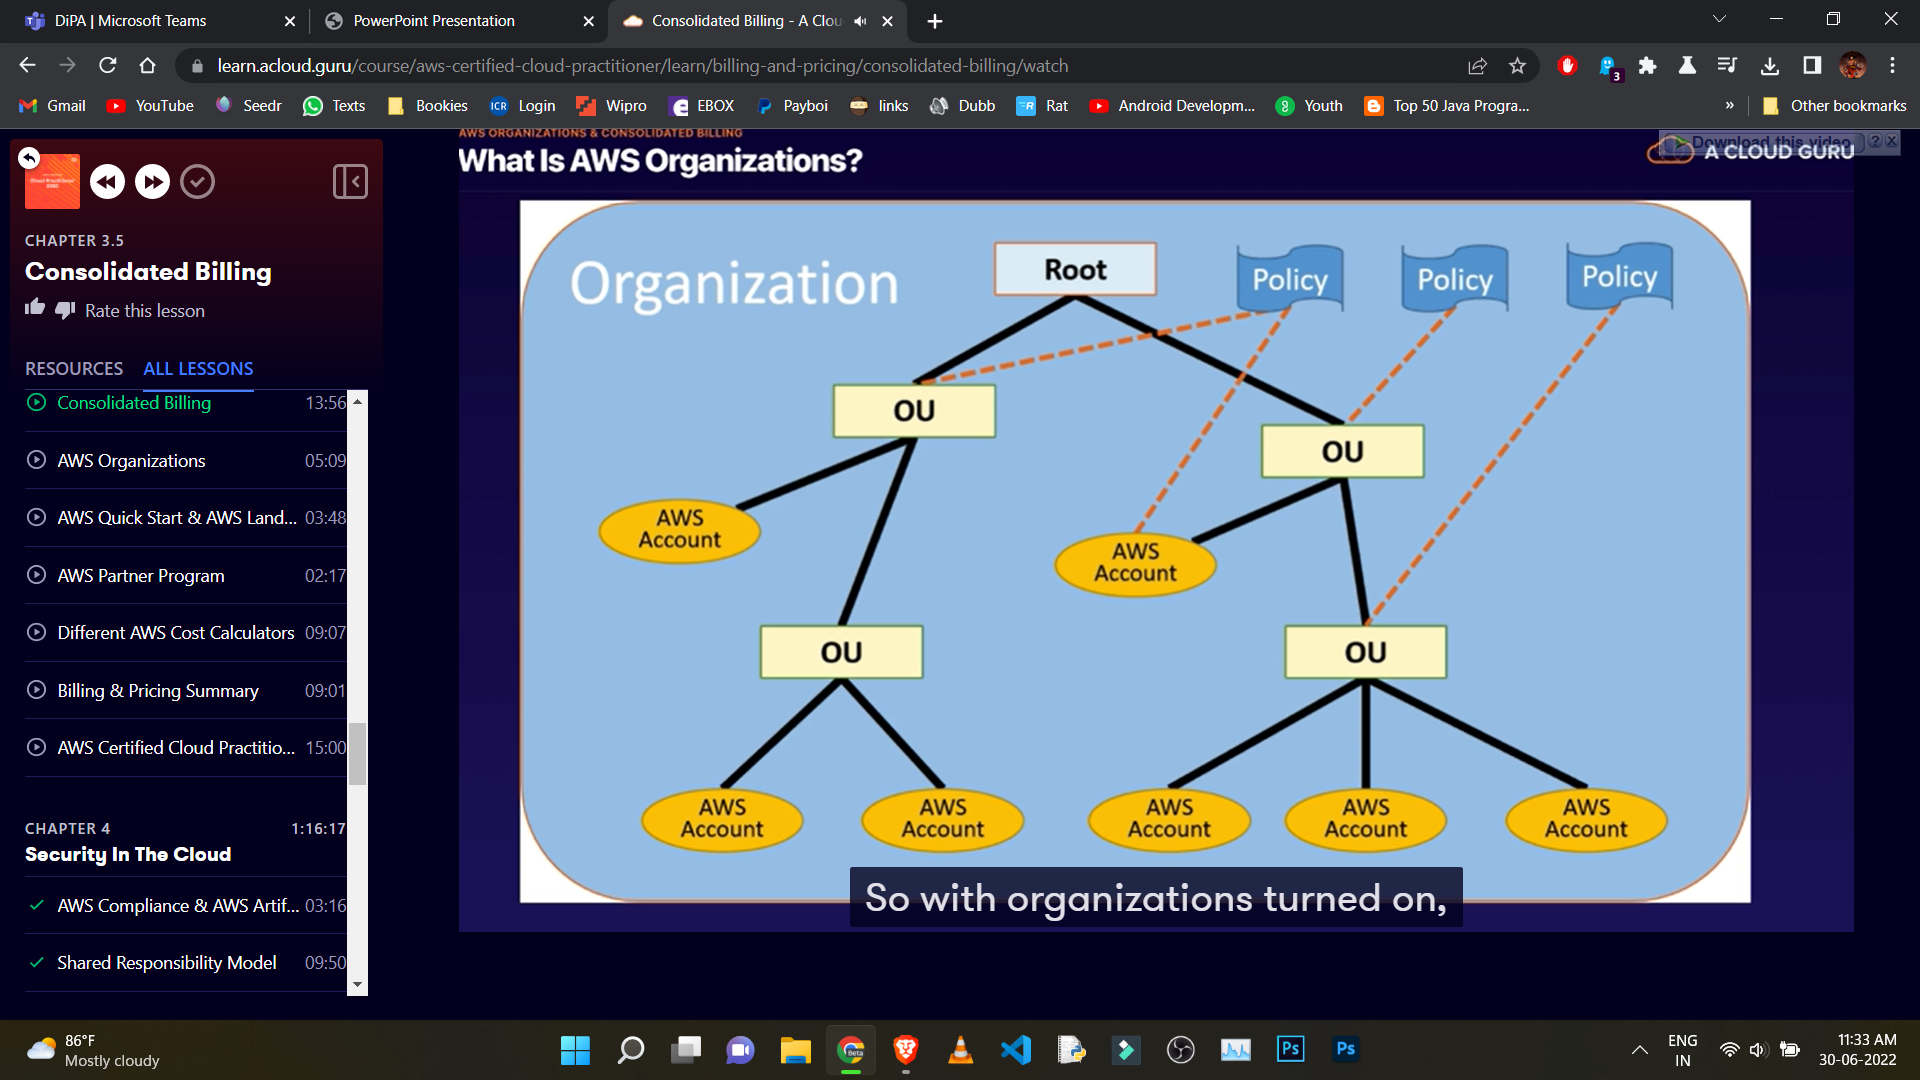 DiPA | Microsoft Teams
PowerPoint Presentation
Consolidated Billing - A Clou
learn.acloud.guru/course/aws-certified-cloud-practitioner/learn/billing-and-pricing/consolidated-billing/watch
3
Gmail
YouTube
Seedr
Texts
Bookies
ICR Login
Wipro
EBOX
Payboi
links
Dubb
Rat
Android Developm...
Youth
Top 50 Java Progra...
»
Other bookmarks
CHAPTER 3.5
Consolidated Billing
Rate this lesson
RESOURCES
ALL LESSONS
Consolidated Billing 13:56
AWS Organizations 05:09
AWS Quick Start & AWS Land... 03:48
AWS Partner Program 02:17
Different AWS Cost Calculators 09:07
Billing & Pricing Summary 09:01
AWS Certified Cloud Practitio... 15:00
CHAPTER 4 1:16:17
Security In The Cloud
AWS Compliance & AWS Artif... 03:16
Shared Responsibility Model 09:50
AWS ORGANIZATIONS & CONSOLIDATED BILLING
What Is AWS Organizations?
Download this video ? X
A CLOUD GURU
Organization
Root
Policy
Policy
Policy
OU
OU
AWS
Account
AWS
Account
OU
OU
AWS
Account
AWS
Account
AWS
Account
AWS
Account
AWS
Account
So with organizations turned on,
86°F
Mostly cloudy
Beta
Ps
Ps
ENG
IN
11:33 AM
30-06-2022